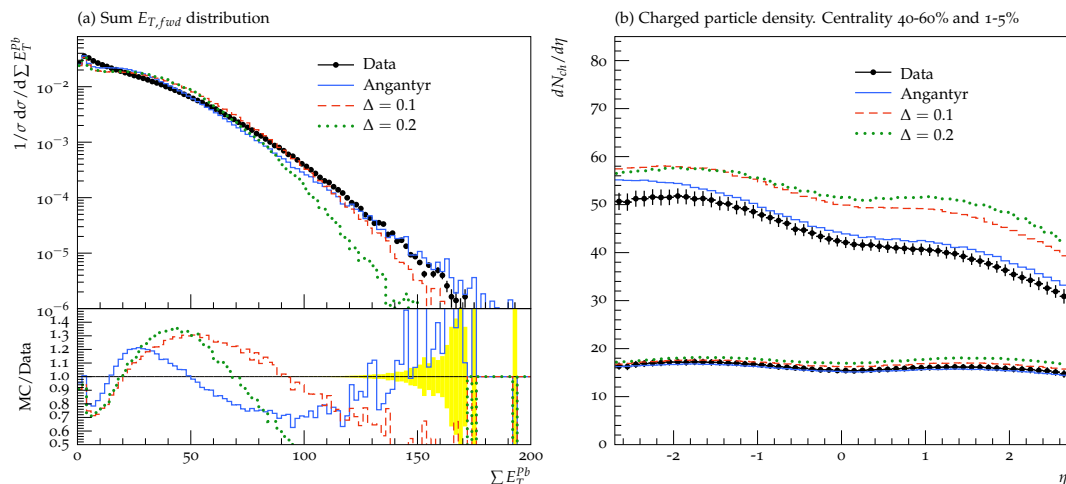 (a) Sum E_{T,fwd} distribution
1/σ dσ/d∑ E_T^{Pb}
10^{−2}
10^{−3}
10^{−4}
10^{−5}
10^{−6}
Data
Angantyr
Δ = 0.1
Δ = 0.2
MC/Data
1.4
1.3
1.2
1.1
1.0
0.9
0.8
0.7
0.6
0.5
0 50 100 150 200
∑ E_T^{Pb}
(b) Charged particle density. Centrality 40-60% and 1-5%
dN_{ch}/dη
80
70
60
50
40
30
20
10
0
Data
Angantyr
Δ = 0.1
Δ = 0.2
-2 -1 0 1 2
η